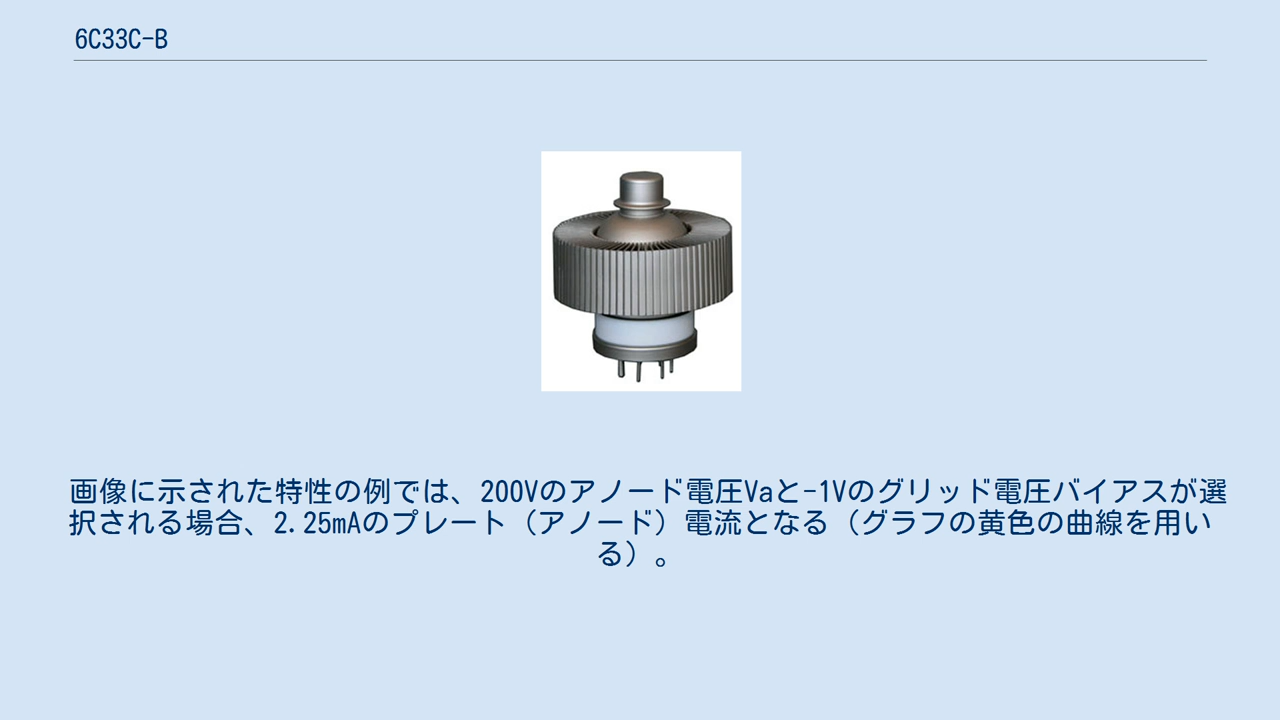 6C33C-B
画像に示された特性の例では、200Vのアノード電圧Vaと-1Vのグリッド電圧バイアスが選
択される場合、2.25mAのプレート（アノード）電流となる（グラフの黄色の曲線を用い
る）。